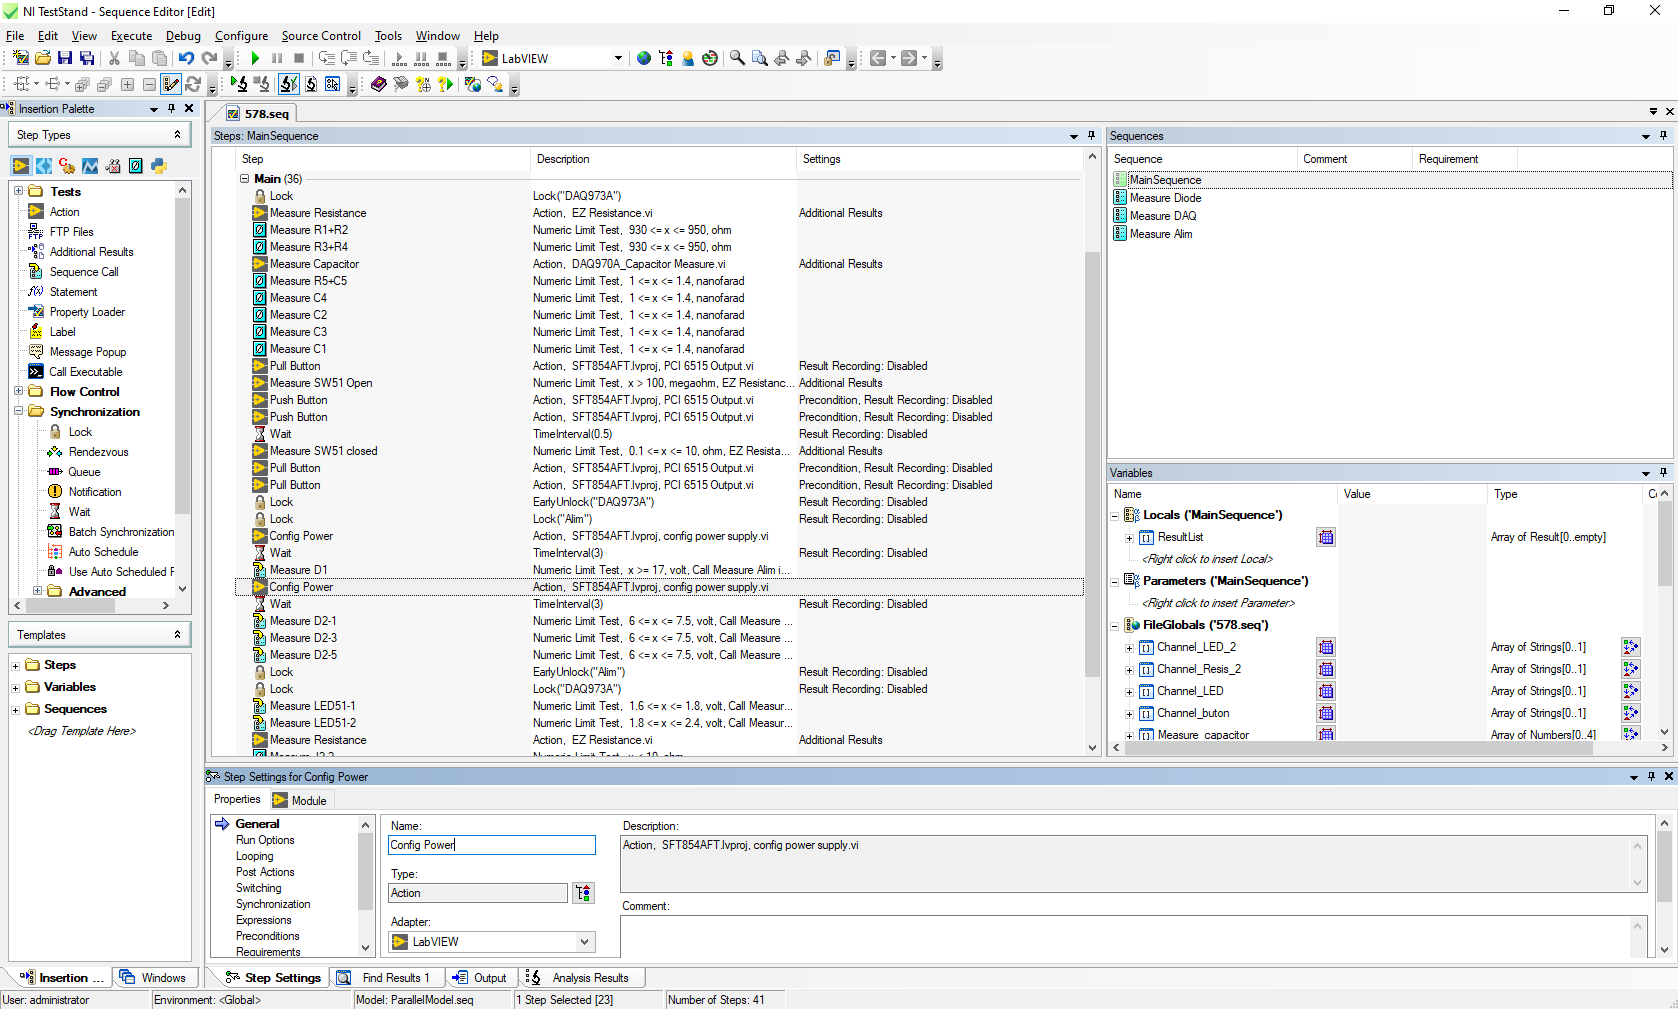 NI TestStand - Sequence Editor [Edit]
File Edit View Execute Debug Configure Source Control Tools Window Help
LabVIEW
Insertion Palette
Step Types
Tests
Action
FTP Files
Additional Results
Sequence Call
Statement
Property Loader
Label
Message Popup
Call Executable
Flow Control
Synchronization
Lock
Rendezvous
Queue
Notification
Wait
Batch Synchronization
Auto Schedule
Use Auto Scheduled F
Advanced
Templates
Steps
Variables
Sequences
<Drag Template Here>
Insertion ... Windows
578.seq
Steps: MainSequence
Step Description Settings
Main (36)
Lock Lock("DAQ973A")
Measure Resistance Action, EZ Resistance.vi Additional Results
Measure R1+R2 Numeric Limit Test, 930 <= x <= 950, ohm
Measure R3+R4 Numeric Limit Test, 930 <= x <= 950, ohm
Measure Capacitor Action, DAQ970A_Capacitor Measure.vi Additional Results
Measure R5+C5 Numeric Limit Test, 1 <= x <= 1.4, nanofarad
Measure C4 Numeric Limit Test, 1 <= x <= 1.4, nanofarad
Measure C2 Numeric Limit Test, 1 <= x <= 1.4, nanofarad
Measure C3 Numeric Limit Test, 1 <= x <= 1.4, nanofarad
Measure C1 Numeric Limit Test, 1 <= x <= 1.4, nanofarad
Pull Button Action, SFT854AFT.lvproj, PCI 6515 Output.vi Result Recording: Disabled
Measure SW51 Open Numeric Limit Test, x > 100, megaohm, EZ Resistanc... Additional Results
Push Button Action, SFT854AFT.lvproj, PCI 6515 Output.vi Precondition, Result Recording: Disabled
Push Button Action, SFT854AFT.lvproj, PCI 6515 Output.vi Precondition, Result Recording: Disabled
Wait TimeInterval(0.5) Result Recording: Disabled
Measure SW51 closed Numeric Limit Test, 0.1 <= x <= 10, ohm, EZ Resista... Additional Results
Pull Button Action, SFT854AFT.lvproj, PCI 6515 Output.vi Precondition, Result Recording: Disabled
Pull Button Action, SFT854AFT.lvproj, PCI 6515 Output.vi Precondition, Result Recording: Disabled
Lock EarlyUnlock("DAQ973A") Result Recording: Disabled
Lock Lock("Alim") Result Recording: Disabled
Config Power Action, SFT854AFT.lvproj, config power supply.vi
Wait TimeInterval(3) Result Recording: Disabled
Measure D1 Numeric Limit Test, x >= 17, volt, Call Measure Alim i...
Config Power Action, SFT854AFT.lvproj, config power supply.vi
Wait TimeInterval(3) Result Recording: Disabled
Measure D2-1 Numeric Limit Test, 6 <= x <= 7.5, volt, Call Measure ...
Measure D2-3 Numeric Limit Test, 6 <= x <= 7.5, volt, Call Measure ...
Measure D2-5 Numeric Limit Test, 6 <= x <= 7.5, volt, Call Measure ...
Lock EarlyUnlock("Alim") Result Recording: Disabled
Lock Lock("DAQ973A") Result Recording: Disabled
Measure LED51-1 Numeric Limit Test, 1.6 <= x <= 1.8, volt, Call Measur...
Measure LED51-2 Numeric Limit Test, 1.8 <= x <= 2.4, volt, Call Measur...
Measure Resistance Action, EZ Resistance.vi Additional Results
Sequences
Sequence Comment Requirement
MainSequence
Measure Diode
Measure DAQ
Measure Alim
Variables
Name Value Type
Locals ('MainSequence')
ResultList Array of Result[0..empty]
<Right click to insert Local>
Parameters ('MainSequence')
<Right click to insert Parameter>
FileGlobals ('578.seq')
Channel_LED_2 Array of Strings[0..1]
Channel_Resis_2 Array of Strings[0..1]
Channel_LED Array of Strings[0..1]
Channel_buton Array of Strings[0..1]
Measure_capacitor Array of Numbers[0..4]
Step Settings for Config Power
Properties Module
General
Run Options
Looping
Post Actions
Switching
Synchronization
Expressions
Preconditions
Requirements
Name:
Config Power
Type:
Action
Adapter:
LabVIEW
Description:
Action, SFT854AFT.lvproj, config power supply.vi
Comment:
Step Settings Find Results 1 Output Analysis Results
User: administrator Environment: <Global> Model: ParallelModel.seq 1 Step Selected [23] Number of Steps: 41